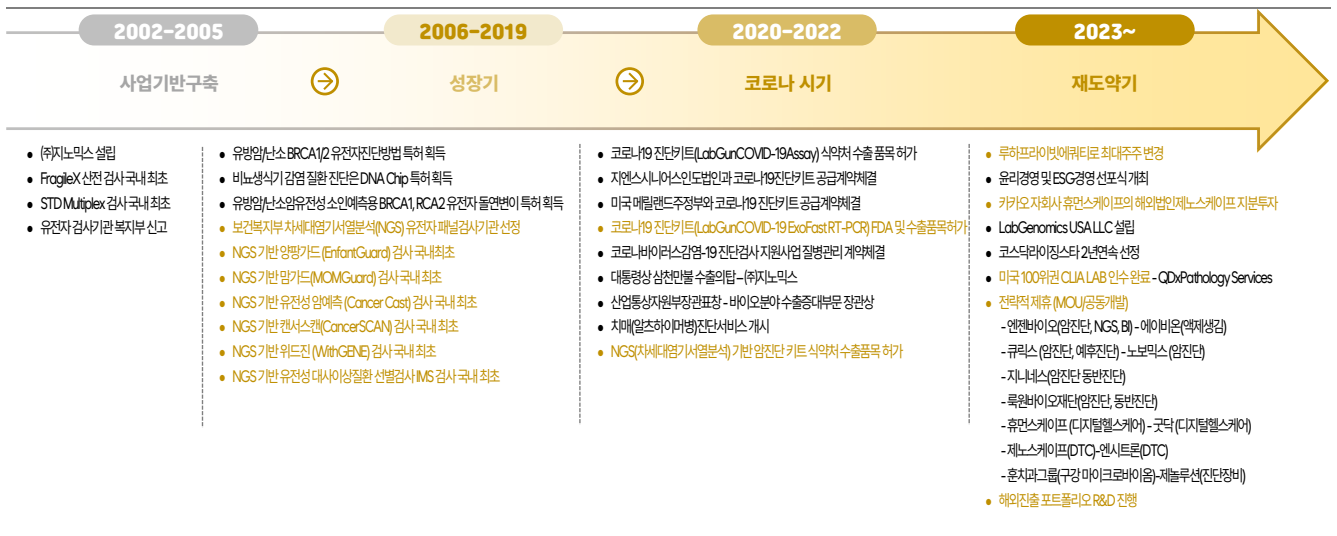 2002-2005
사업기반구축
2006-2019
성장기
2020-2022
코로나 시기
2023~
재도약기
● ㈜지노믹스 설립
● FragileX 산전 검사 국내 최초
● STD Multiplex 검사 국내 최초
● 유전자 검사기관 복지부 신고
● 유방암/난소 BRCA1/2 유전자진단방법 특허 획득
● 비뇨생식기 감염 질환 진단은 DNA Chip 특허 획득
● 유방암/난소암유전성 소인예측용 BRCA1, RCA2 유전자 돌연변이 특허 획득
● 보건복지부 차세대염기서열분석(NGS) 유전자 패널검사기관 선정
● NGS 기반 앙팡가드 (EnfantGuard) 검사 국내최초
● NGS 기반 맘가드(MOMGuard) 검사 국내 최초
● NGS 기반 유전성 암예측 (Cancer Cast) 검사 국내 최초
● NGS 기반 캔서스캔(CancerSCAN) 검사 국내 최초
● NGS 기반 위드진 (WithGENE) 검사 국내 최초
● NGS 기반 유전성 대사이상질환 선별검사 IMS 검사 국내 최초
● 코로나19 진단키트(LabGunCOVID-19Assay) 식약처 수출 품목 허가
● 지엔스시니어스인도법인과 코로나19진단키트 공급계약체결
● 미국 메릴랜드주정부와 코로나19 진단키트 공급계약체결
● 코로나19 진단키트(LabGunCOVID-19 ExoFast RT-PCR) FDA 및 수출품목허가
● 코로나바이러스감염-19 진단검사 지원사업 질병관리 계약체결
● 대통령상 삼천만불 수출의탑 – ㈜지노믹스
● 산업통상자원부장관표창 - 바이오분야 수출증대부문 장관상
● 치매(알츠하이머병)진단서비스 개시
● NGS(차세대염기서열분석) 기반 암진단 키트 식약처 수출품목 허가
● 루하프라이빗에쿼티로 최대주주 변경
● 윤리경영 및 ESG경영 선포식 개최
● 카카오 자회사 휴먼스케이프의 해외법인제노스케이프 지분투자
● LabGenomics USA LLC 설립
● 코스닥라이징스타 2년연속 선정
● 미국 100위권 CLIA LAB 인수 완료 - QDxPathology Services
● 전략적 제휴 (MOU/공동개발)
- 엔젠바이오(암진단, NGS, BI) - 에이비온(액체생김)
- 큐릭스 (암진단, 예후진단) - 노보믹스 (암진단)
- 지니네스(암진단 동반진단)
- 룩원바이오재단(암진단, 동반진단)
- 휴먼스케이프 (디지털헬스케어) - 굿닥 (디지털헬스케어)
- 제노스케이프(DTC)-엔시트론(DTC)
- 훈치과그룹(구강 마이크로바이옴)-제놀루션(진단장비)
● 해외진출 포트폴리오 R&D 진행